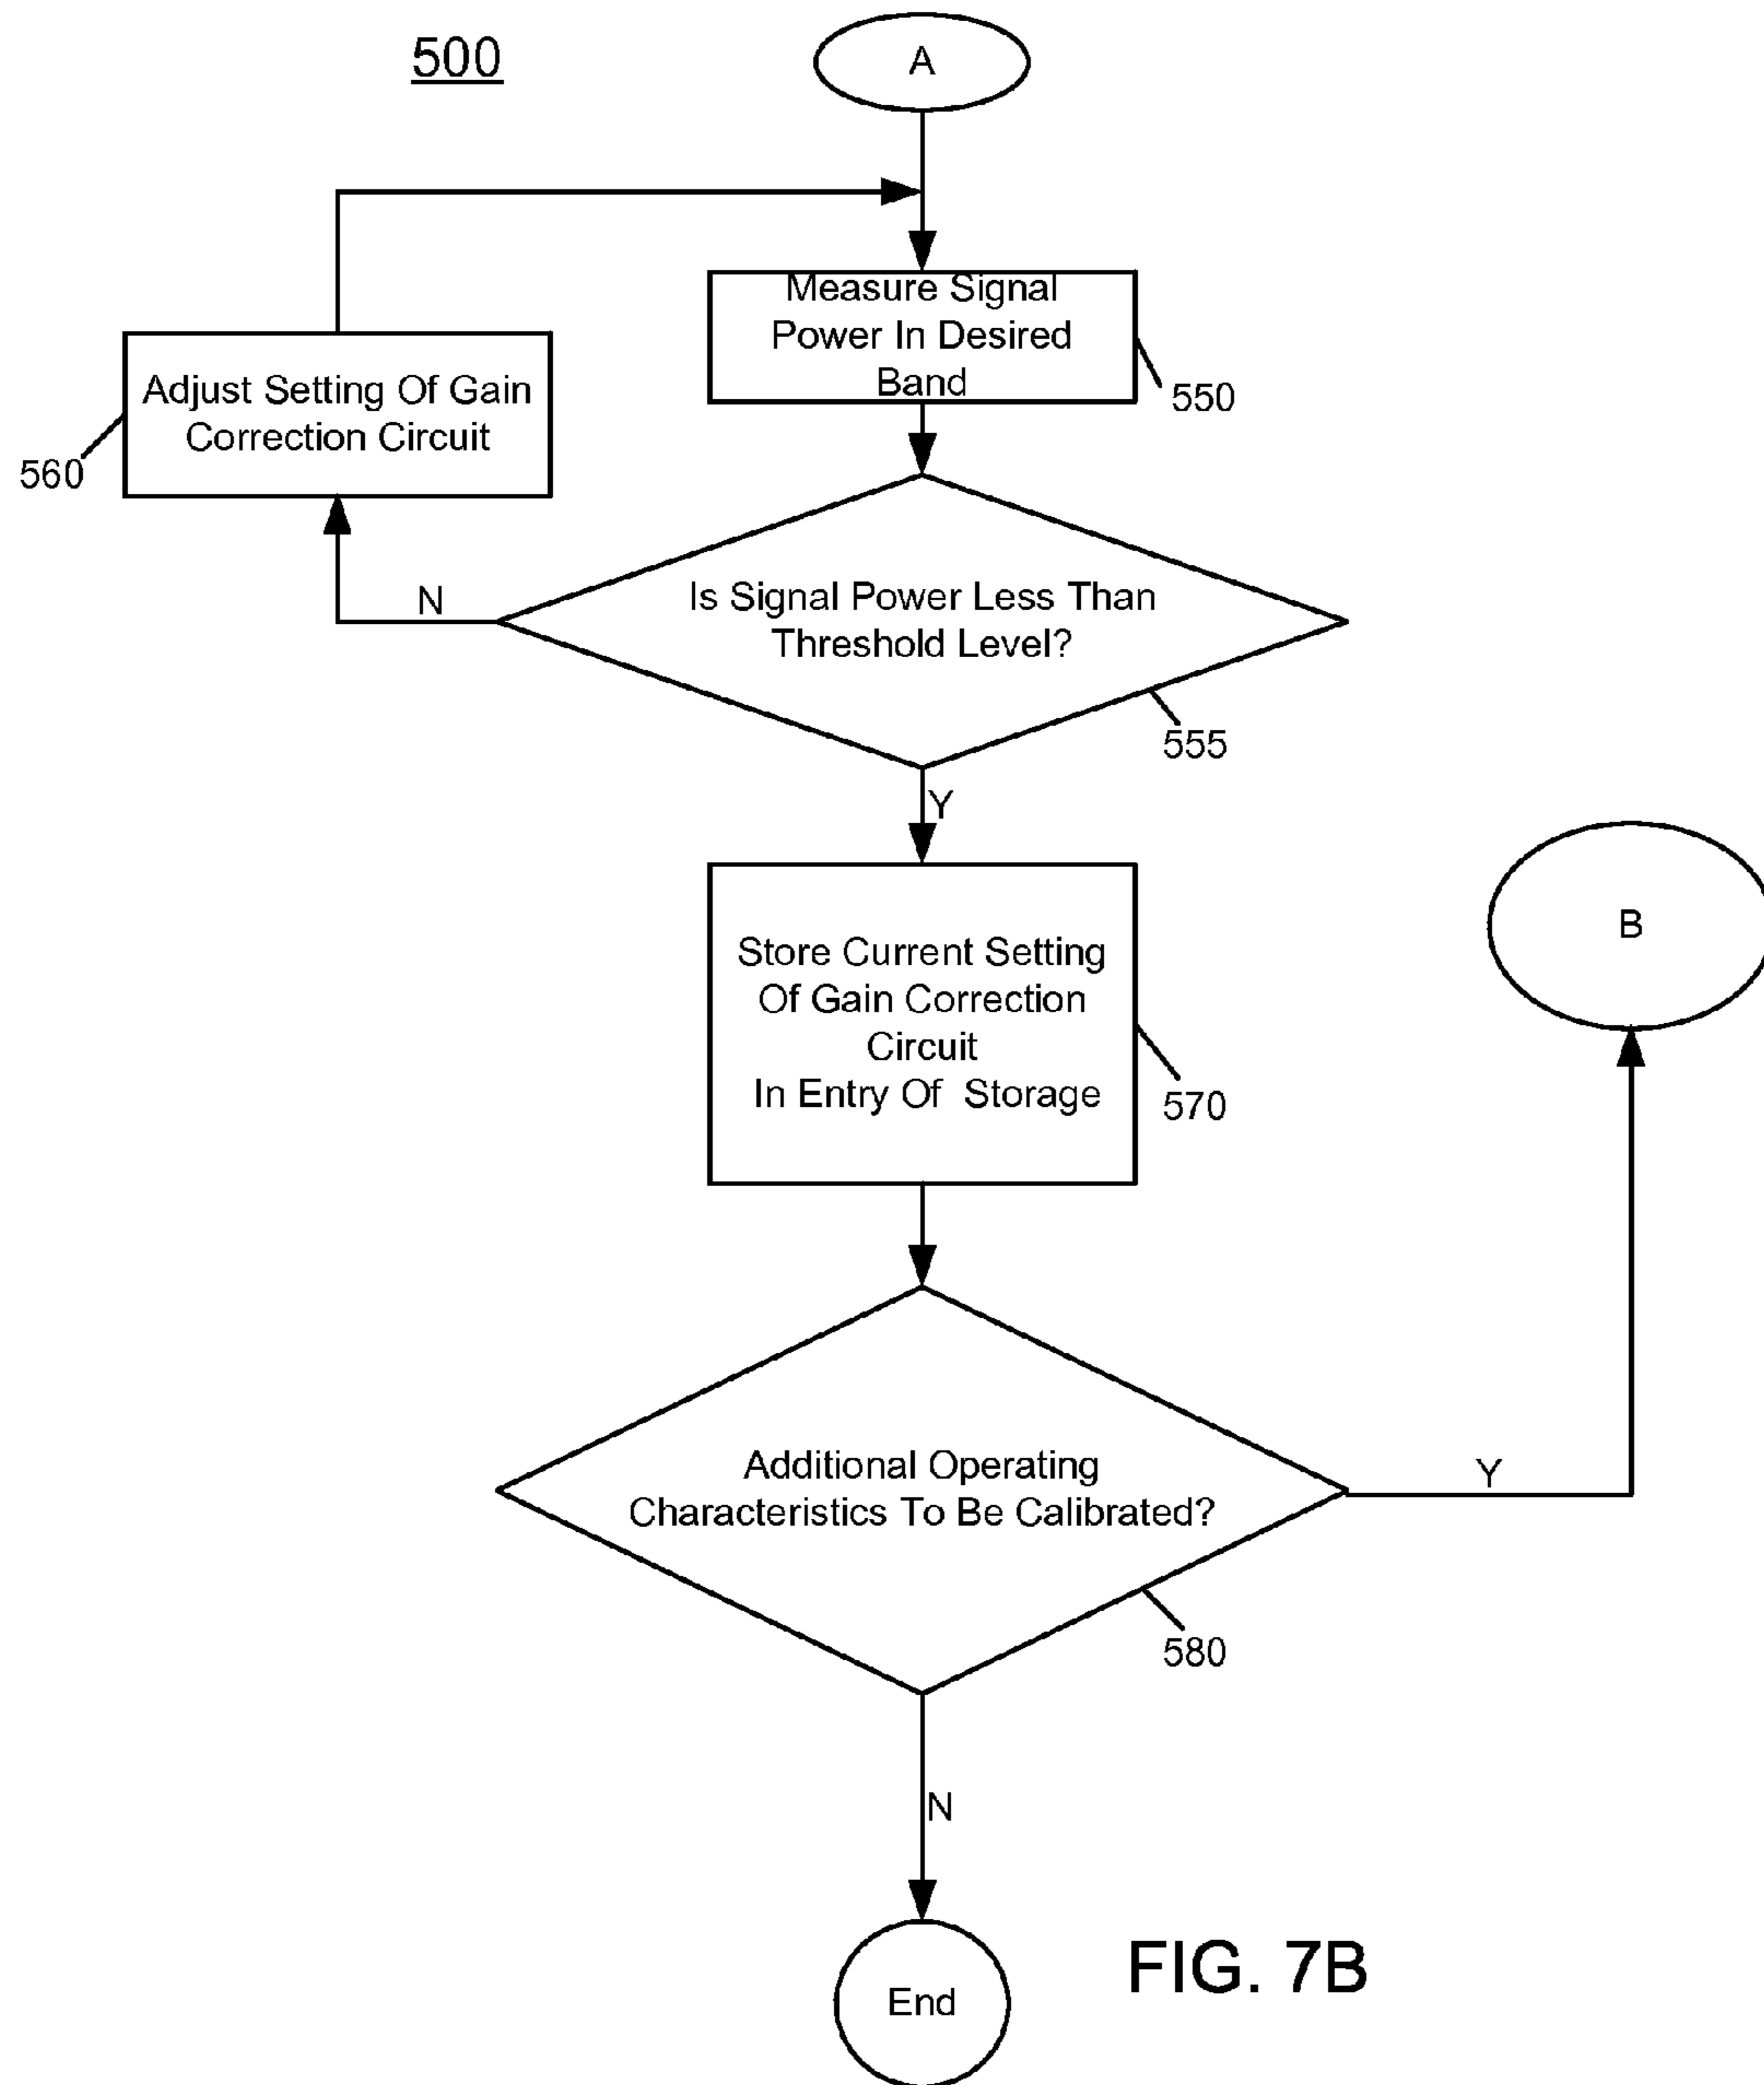 500
A
Measure Signal
Power In Desired
Band
550
Adjust Setting Of Gain
Correction Circuit
560
N
Is Signal Power Less Than
Threshold Level?
555
Y
Store Current Setting
Of Gain Correction
Circuit
In Entry Of Storage
570
B
Additional Operating
Characteristics To Be Calibrated?
Y
580
N
End
FIG. 7B